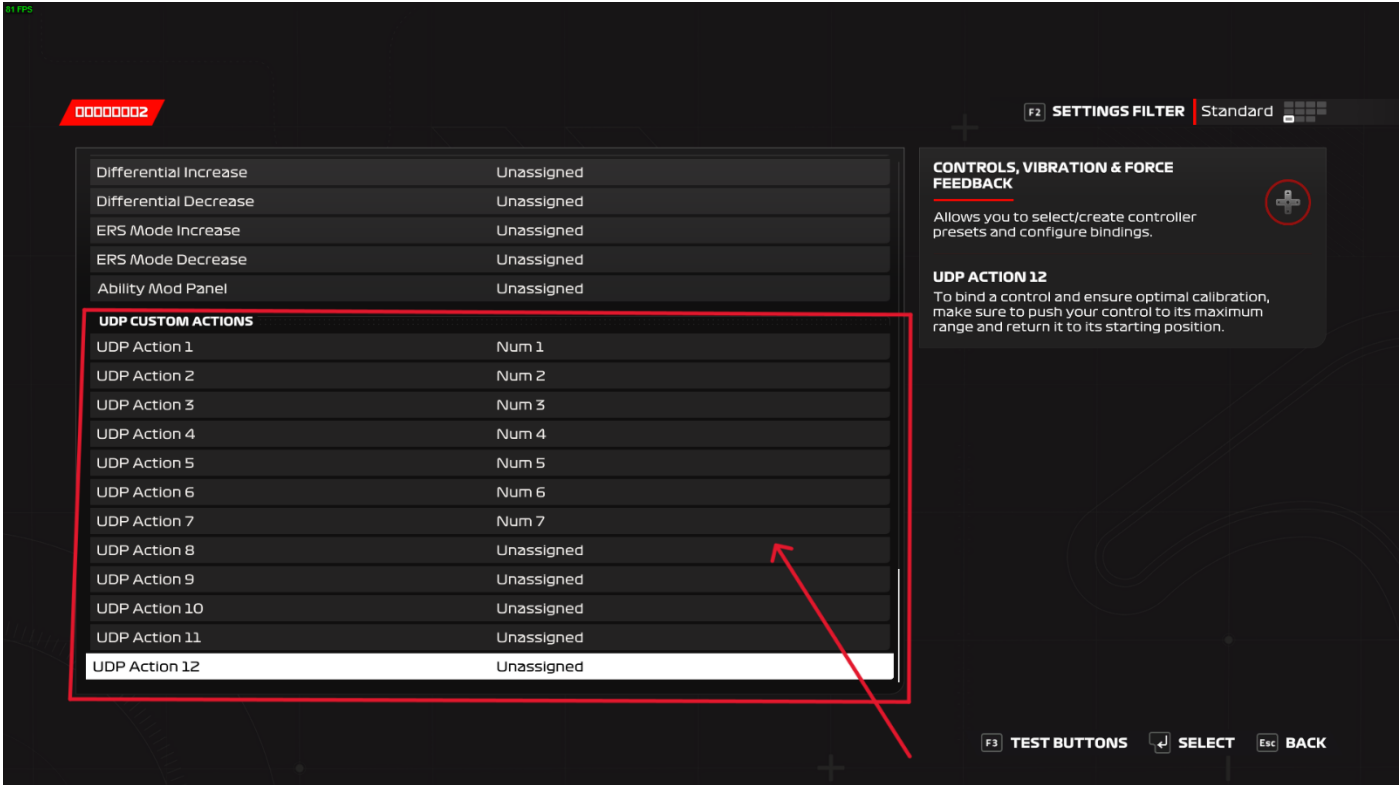 81 FPS
00000002
F2 SETTINGS FILTER Standard
Differential Increase Unassigned
Differential Decrease Unassigned
ERS Mode Increase Unassigned
ERS Mode Decrease Unassigned
Ability Mod Panel Unassigned
UDP CUSTOM ACTIONS
UDP Action 1 Num 1
UDP Action 2 Num 2
UDP Action 3 Num 3
UDP Action 4 Num 4
UDP Action 5 Num 5
UDP Action 6 Num 6
UDP Action 7 Num 7
UDP Action 8 Unassigned
UDP Action 9 Unassigned
UDP Action 10 Unassigned
UDP Action 11 Unassigned
UDP Action 12 Unassigned
CONTROLS, VIBRATION & FORCE
FEEDBACK
Allows you to select/create controller
presets and configure bindings.
UDP ACTION 12
To bind a control and ensure optimal calibration,
make sure to push your control to its maximum
range and return it to its starting position.
F3 TEST BUTTONS SELECT Esc BACK